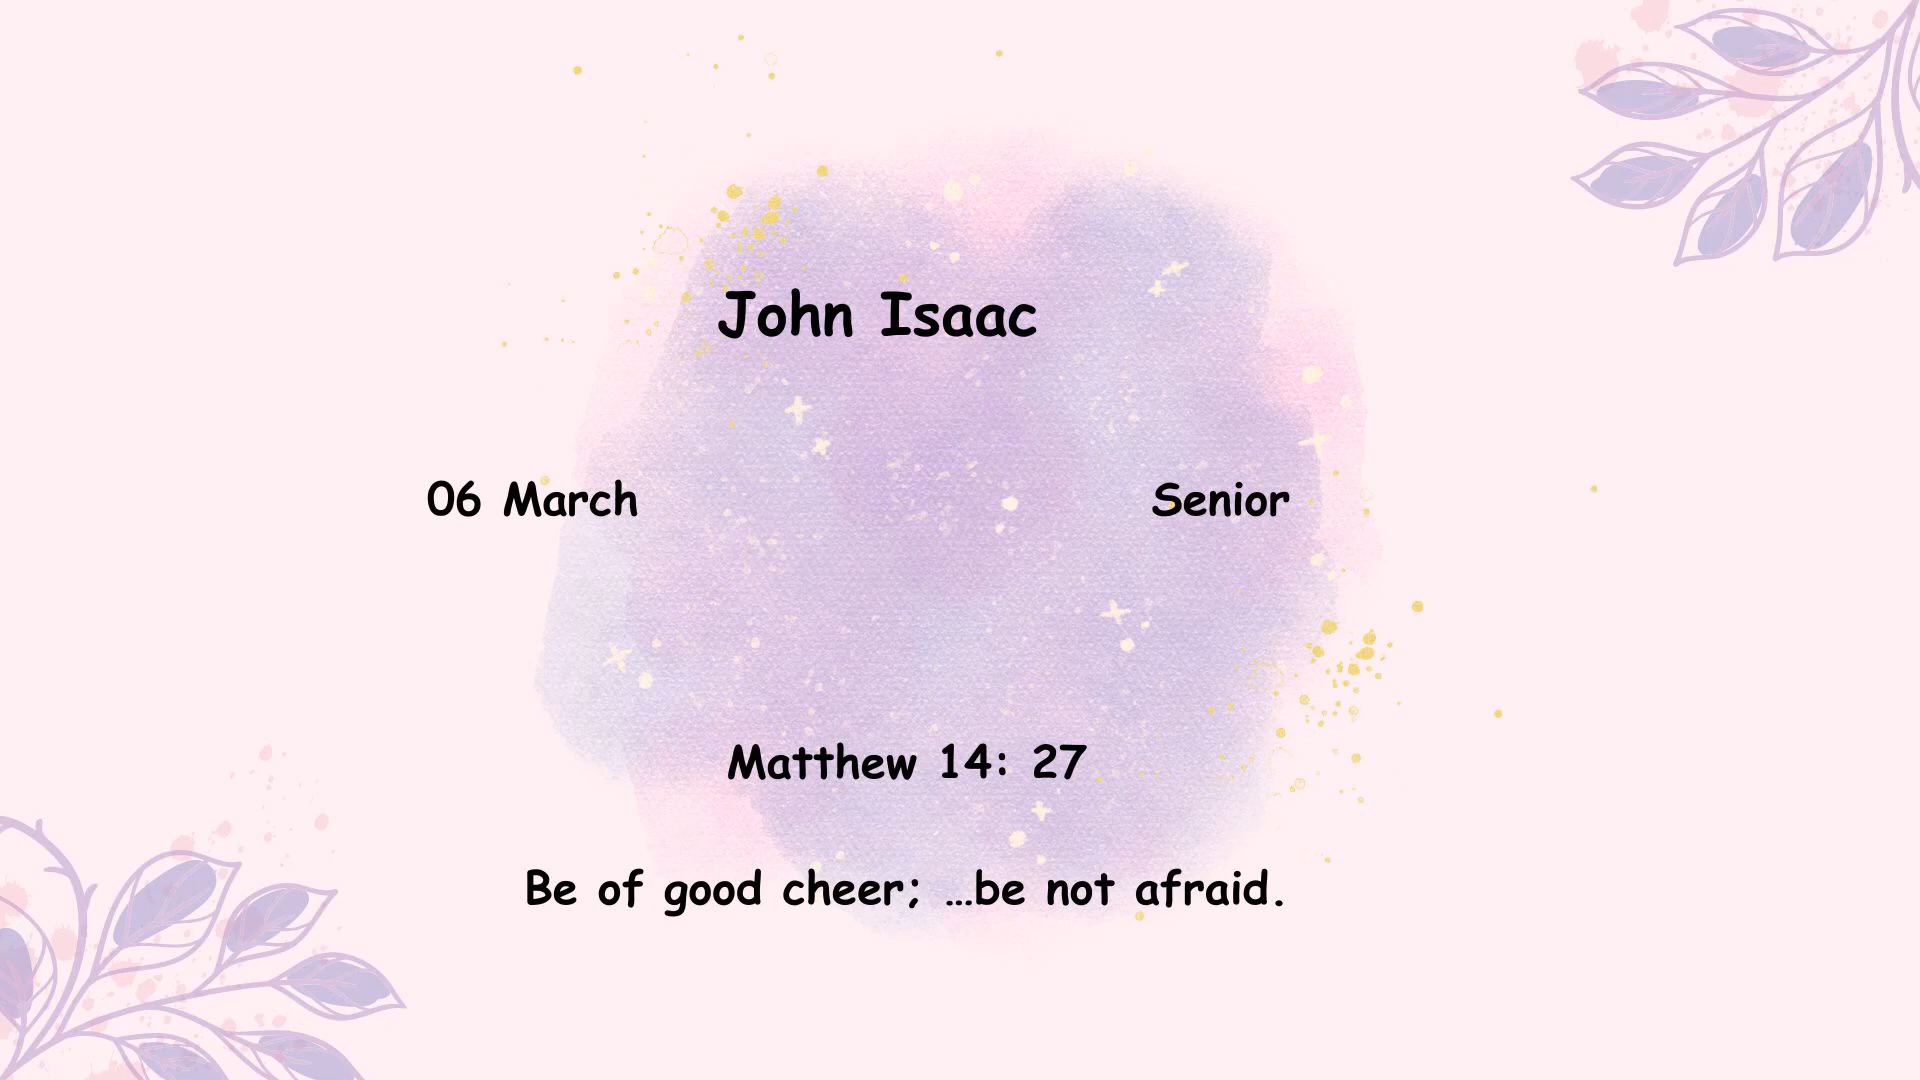 John Isaac
06 March
Senior
Matthew 14: 27
Be of good cheer; ...be not afraid.